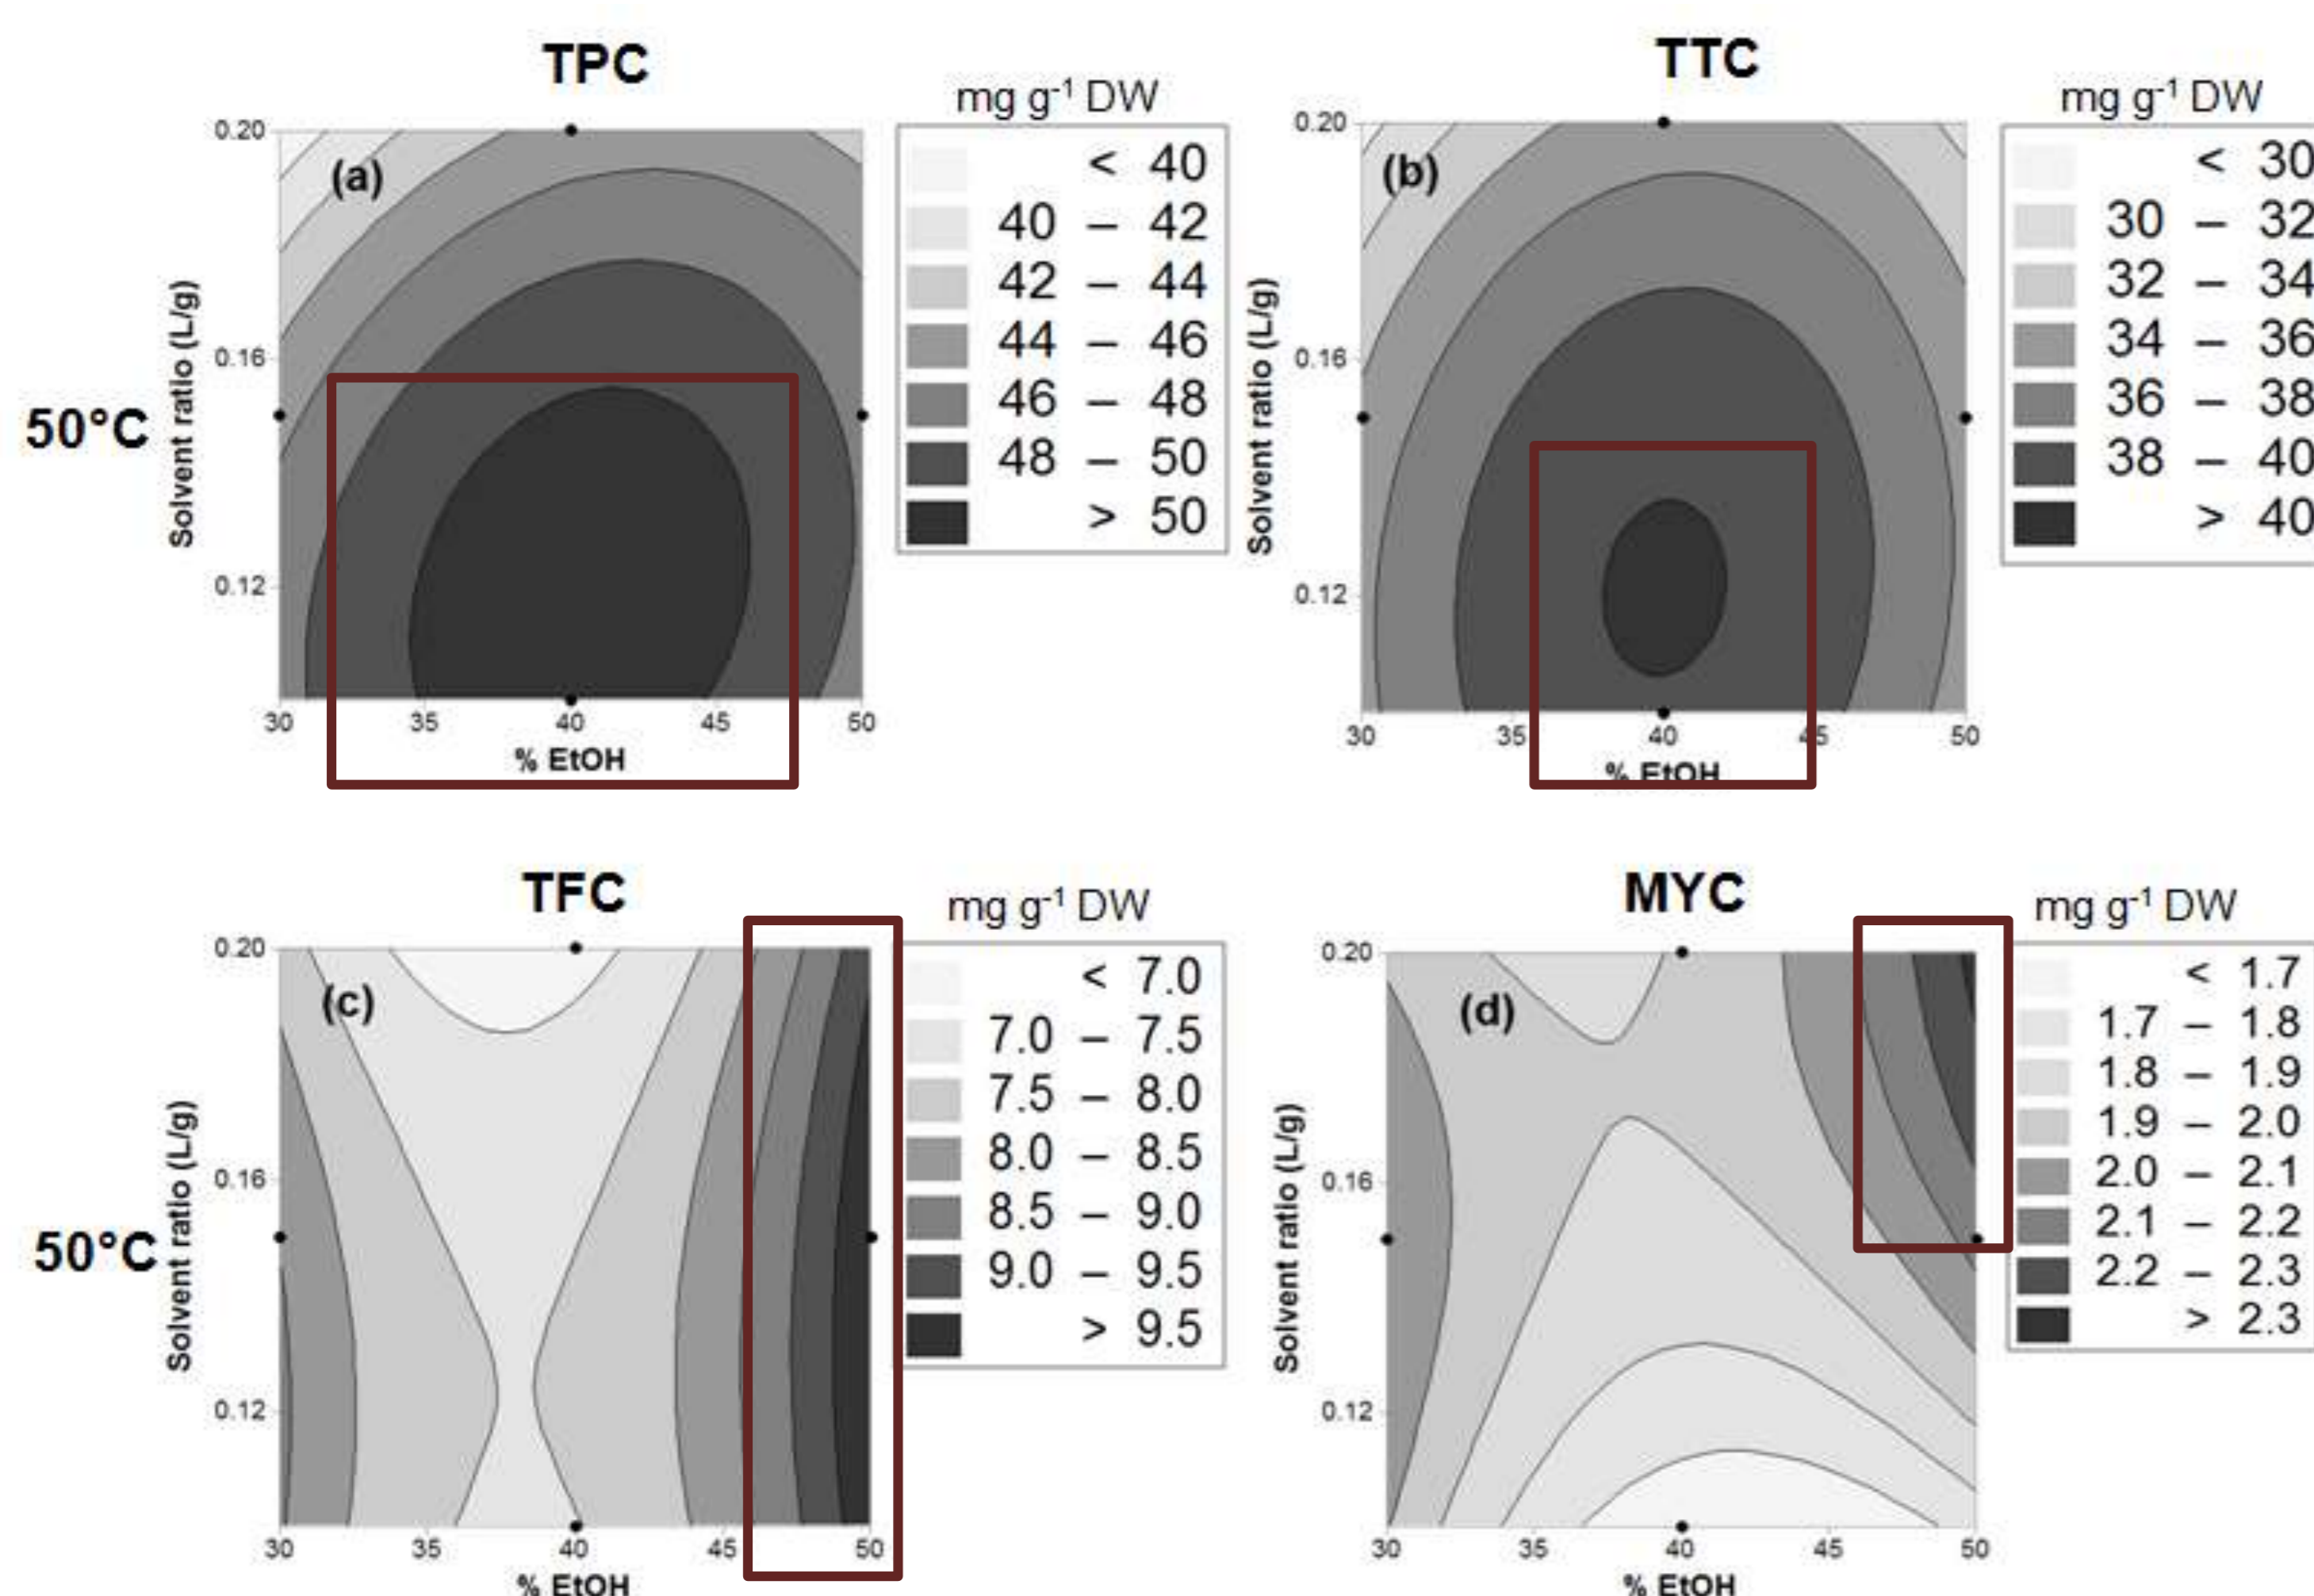 TPC
mg g-1 DW
(a)
0.20
0.16
0.12
Solvent ratio (L/g)
50°C
30 35 40 45 50
% EtOH
< 40
40 – 42
42 – 44
44 – 46
46 – 48
48 – 50
> 50
TTC
mg g-1 DW
(b)
0.20
0.16
0.12
Solvent ratio (L/g)
30 35 40 45 50
% EtOH
< 30
30 – 32
32 – 34
34 – 36
36 – 38
38 – 40
> 40
TFC
mg g-1 DW
(c)
0.20
0.16
0.12
Solvent ratio (L/g)
50°C
30 35 40 45 50
% EtOH
< 7.0
7.0 – 7.5
7.5 – 8.0
8.0 – 8.5
8.5 – 9.0
9.0 – 9.5
> 9.5
MYC
mg g-1 DW
(d)
0.20
0.16
0.12
Solvent ratio (L/g)
30 35 40 45 50
% EtOH
< 1.7
1.7 – 1.8
1.8 – 1.9
1.9 – 2.0
2.0 – 2.1
2.1 – 2.2
2.2 – 2.3
> 2.3